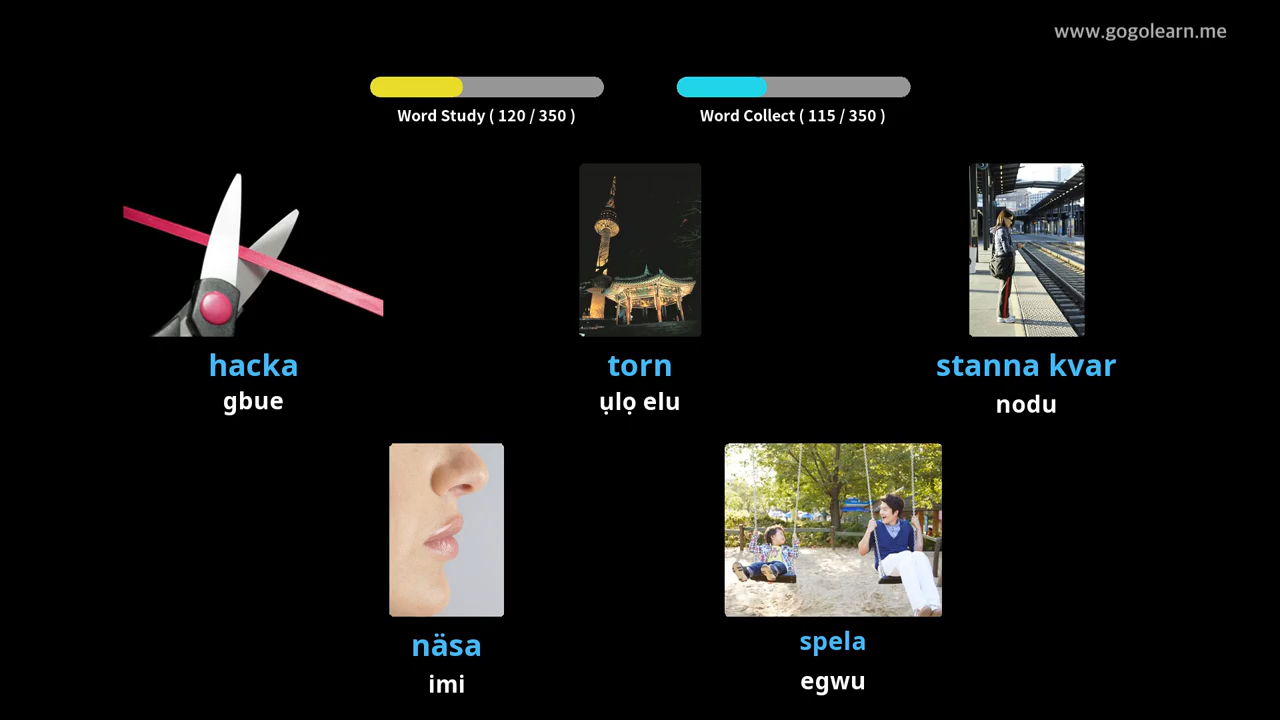 www.gogolearn.me
Word Study ( 120 / 350 )
Word Collect ( 115 / 350 )
hacka
gbue
torn
ụlọ elu
stanna kvar
nodu
näsa
imi
spela
egwu